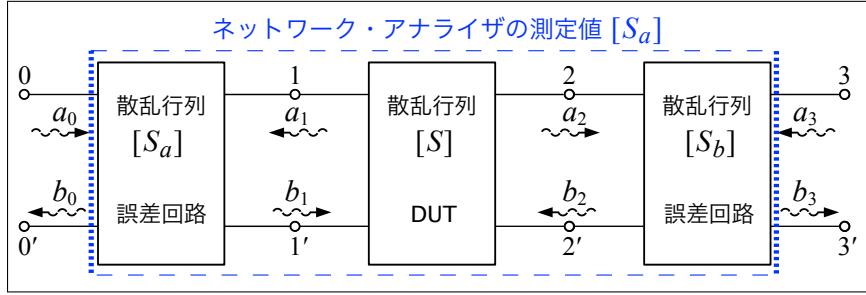 ネットワーク・アナライザの測定値 [Sa]
0 1 2 3
散乱行列 散乱行列 散乱行列
a0 a1 a2 a3
[Sa] [S] [Sb]
b0 b1 b2 b3
誤差回路 DUT 誤差回路
0′ 1′ 2′ 3′